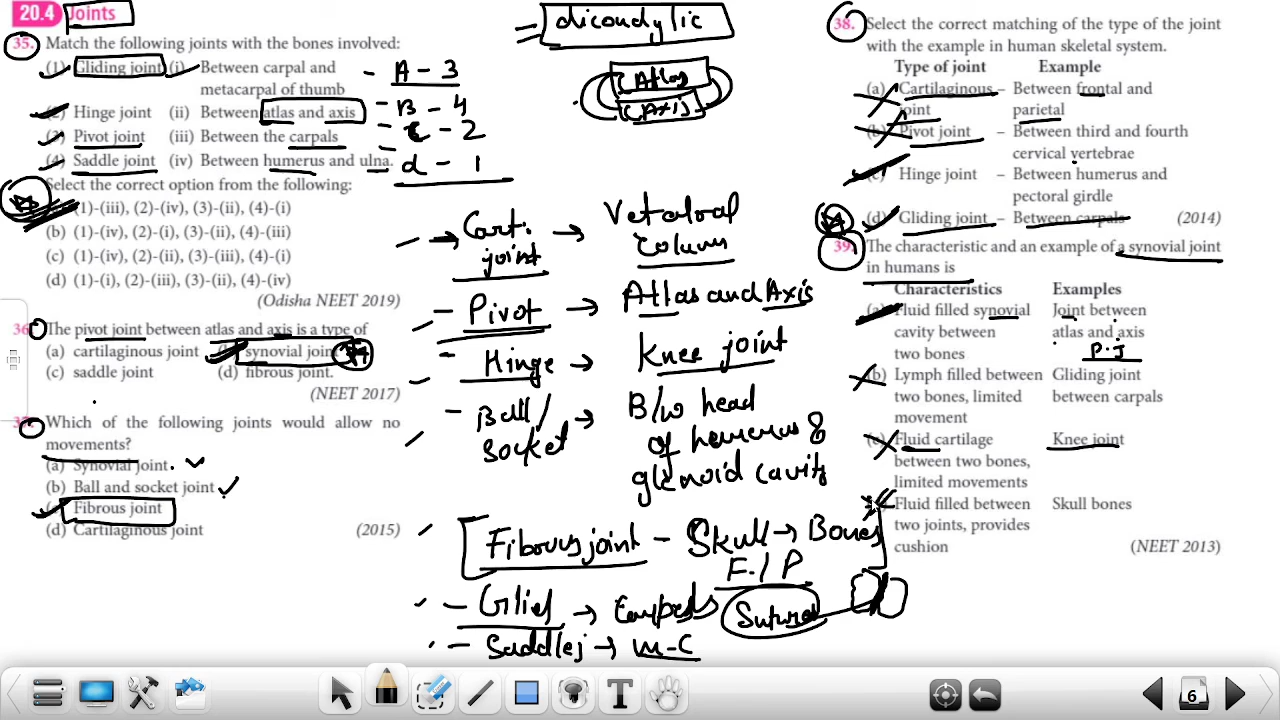 20.4 Joints
35. Match the following joints with the bones involved:
(1) Gliding joint (i) Between carpal and
metacarpal of thumb
Hinge joint (ii) Between atlas and axis
Pivot joint (iii) Between the carpals
(4) Saddle joint (iv) Between humerus and ulna.
Select the correct option from the following:
(1)-(iii), (2)-(iv), (3)-(ii), (4)-(i)
(b) (1)-(iv), (2)-(i), (3)-(ii), (4)-(iii)
(c) (1)-(iv), (2)-(ii), (3)-(iii), (4)-(i)
(d) (1)-(i), (2)-(iii), (3)-(ii), (4)-(iv)
(Odisha NEET 2019)
36. The pivot joint between atlas and axis is a type of
(a) cartilaginous joint synovial joint
(c) saddle joint (d) fibrous joint.
(NEET 2017)
Which of the following joints would allow no
movements?
(a) Synovial joint
(b) Ball and socket joint
Fibrous joint
(d) Cartilaginous joint (2015)
dicondylic
Atlas
Axis
A - 3
B - 4
C - 2
d - 1
Carti. joint → Column
Pivot → Atlas and Axis
Hinge → Knee joint
Ball/ socket → B/w head
of humerus &
glenoid cavity
Fibrous joint - Skull → Bones
F. / P
Suture
Saddle j → M-C
38. Select the correct matching of the type of the joint
with the example in human skeletal system.
Type of joint Example
(a) Cartilaginous – Between frontal and
joint parietal
(b) Pivot joint – Between third and fourth
cervical vertebrae
(c) Hinge joint – Between humerus and
pectoral girdle
(d) Gliding joint – Between carpals (2014)
39. The characteristic and an example of a synovial joint
in humans is
Characteristics Examples
(a) Fluid filled synovial Joint between
cavity between atlas and axis
two bones P.J
(b) Lymph filled between Gliding joint
two bones, limited between carpals
movement
(c) Fluid cartilage Knee joint
between two bones,
limited movements
Fluid filled between Skull bones
two joints, provides
cushion (NEET 2013)
6